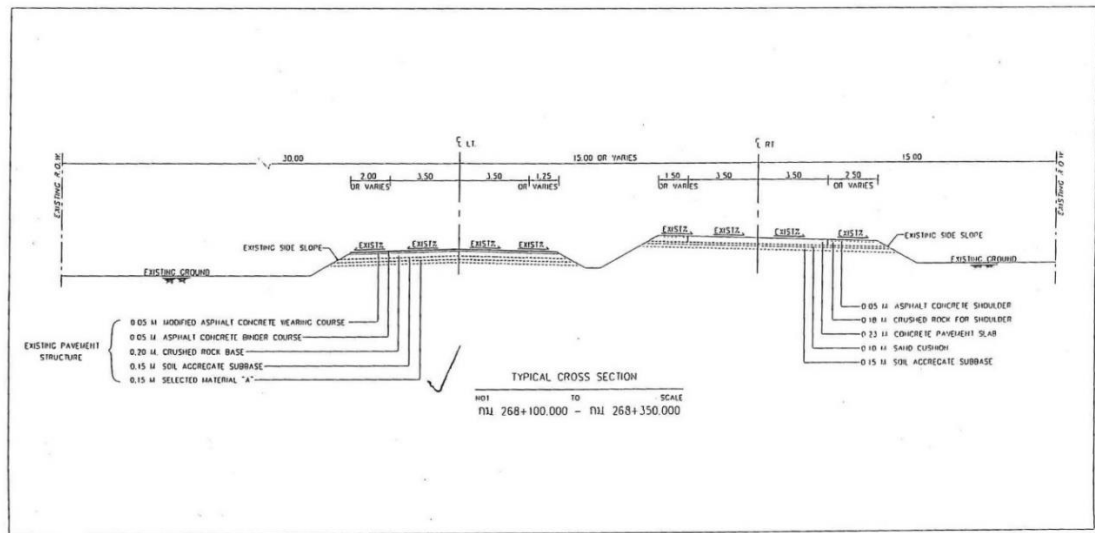 ℄ LT.
℄ RT
30.00
15.00 OR VARIES
15.00
2.00
OR VARIES
3.50
3.50
1.25
OR VARIES
1.50
OR VARIES
3.50
3.50
2.50
OR VARIES
EXISTING R.O.W.
EXISTING R.O.W.
EXISTING SIDE SLOPE
EXIST.%
EXIST.%
EXIST.%
EXIST.%
EXIST.%
EXIST.%
EXIST.%
EXIST.%
EXISTING SIDE SLOPE
EXISTING GROUND
EXISTING GROUND
EXISTING PAVEMENT
STRUCTURE
0.05 M MODIFIED ASPHALT CONCRETE WEARING COURSE
0.05 M ASPHALT CONCRETE BINDER COURSE
0.20 M. CRUSHED ROCK BASE
0.15 M SOIL AGGREGATE SUBBASE
0.15 M SELECTED MATERIAL "A"
0.05 M ASPHALT CONCRETE SHOULDER
0.18 M CRUSHED ROCK FOR SHOULDER
0.23 M CONCRETE PAVEMENT SLAB
0.10 M SAND CUSHION
0.15 M SOIL AGGREGATE SUBBASE
TYPICAL CROSS SECTION
NOT TO SCALE
กม 268+100.000 - กม 268+350.000